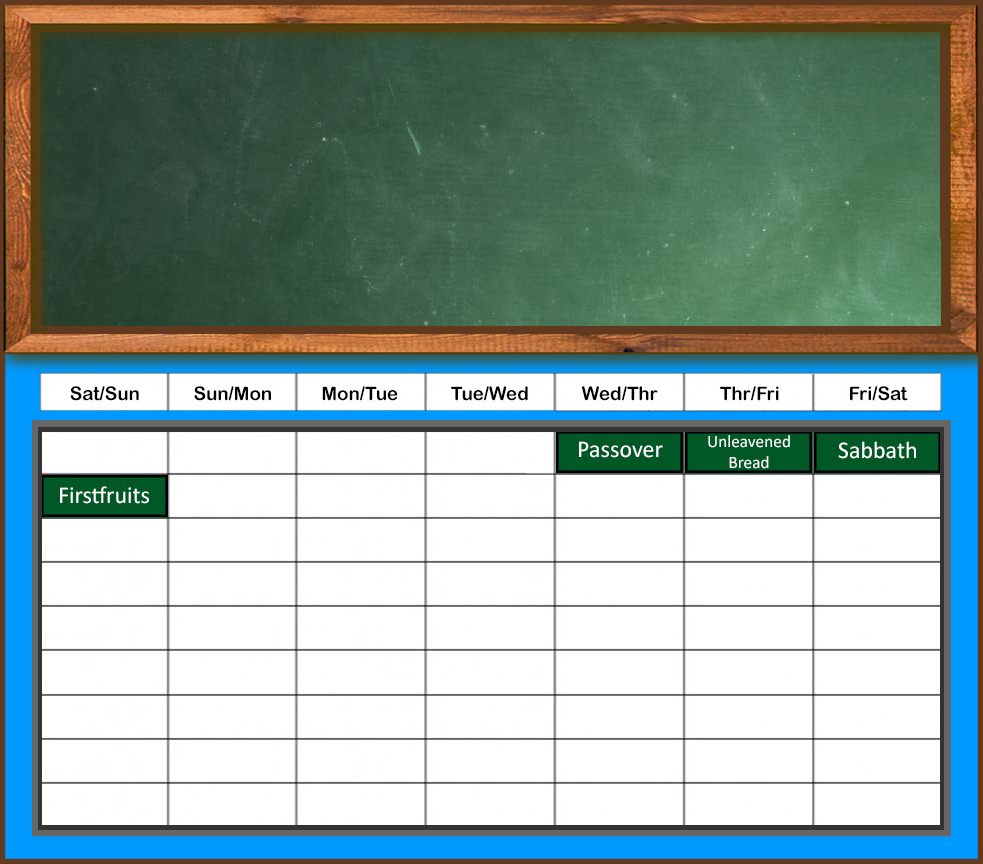 Sat/Sun Sun/Mon Mon/Tue Tue/Wed Wed/Thr Thr/Fri Fri/Sat
Passover Unleavened Bread Sabbath
Firstfruits